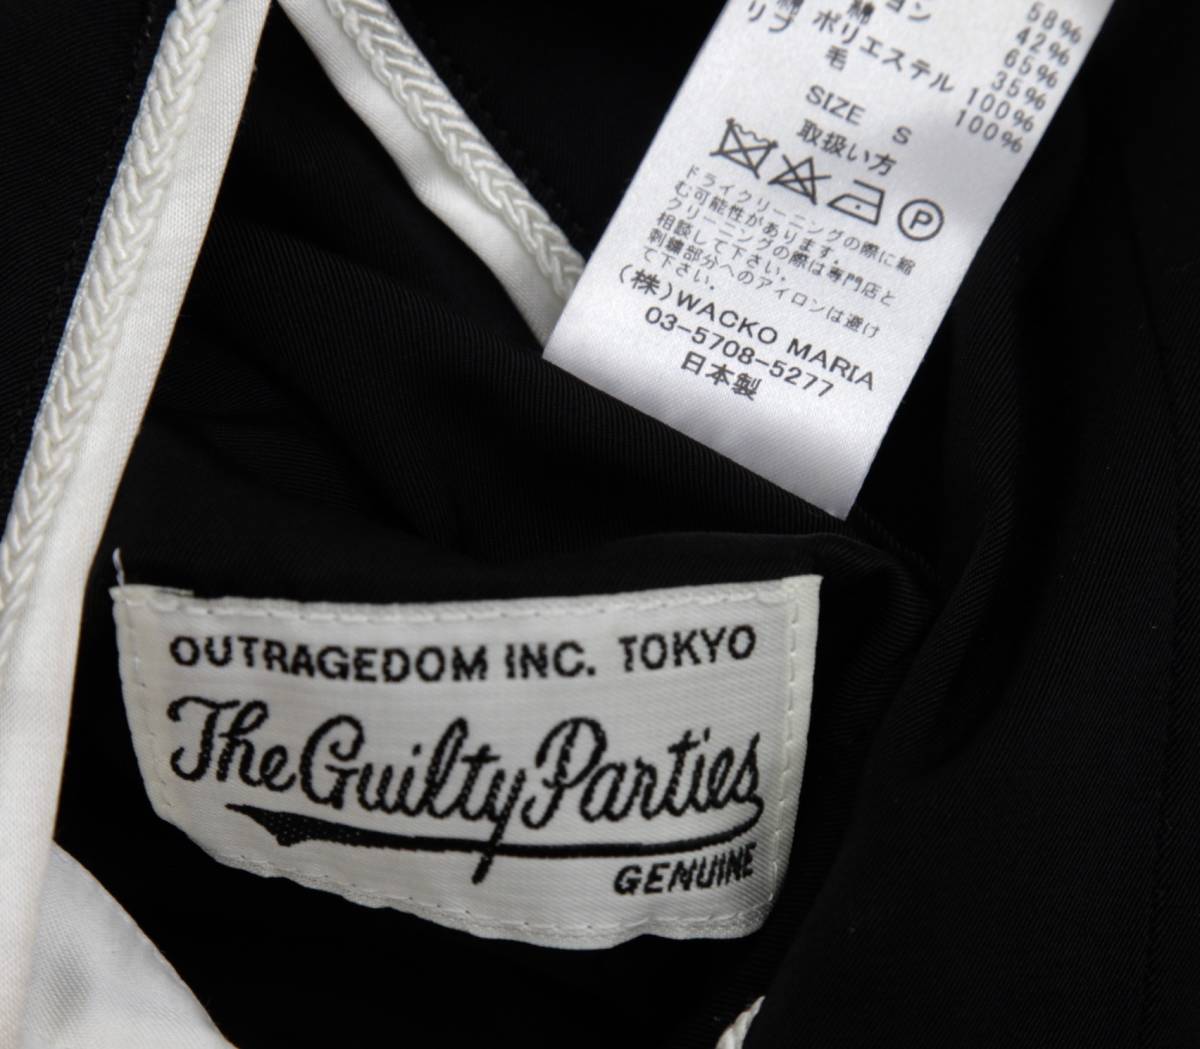 ョン 58%
綿 42%
綿 65%
ポリエステル 35%
リブ 毛 100%
100%
SIZE S
取扱い方
P
ドライクリーニングの際に縮
む可能性があります。
クリーニングの際は専門店と
相談して下さい。
刺繍部分へのアイロンは避け
て下さい。
(株)WACKO MARIA
03-5708-5277
日本製
OUTRAGEDOM INC. TOKYO
The Guilty Parties
GENUINE